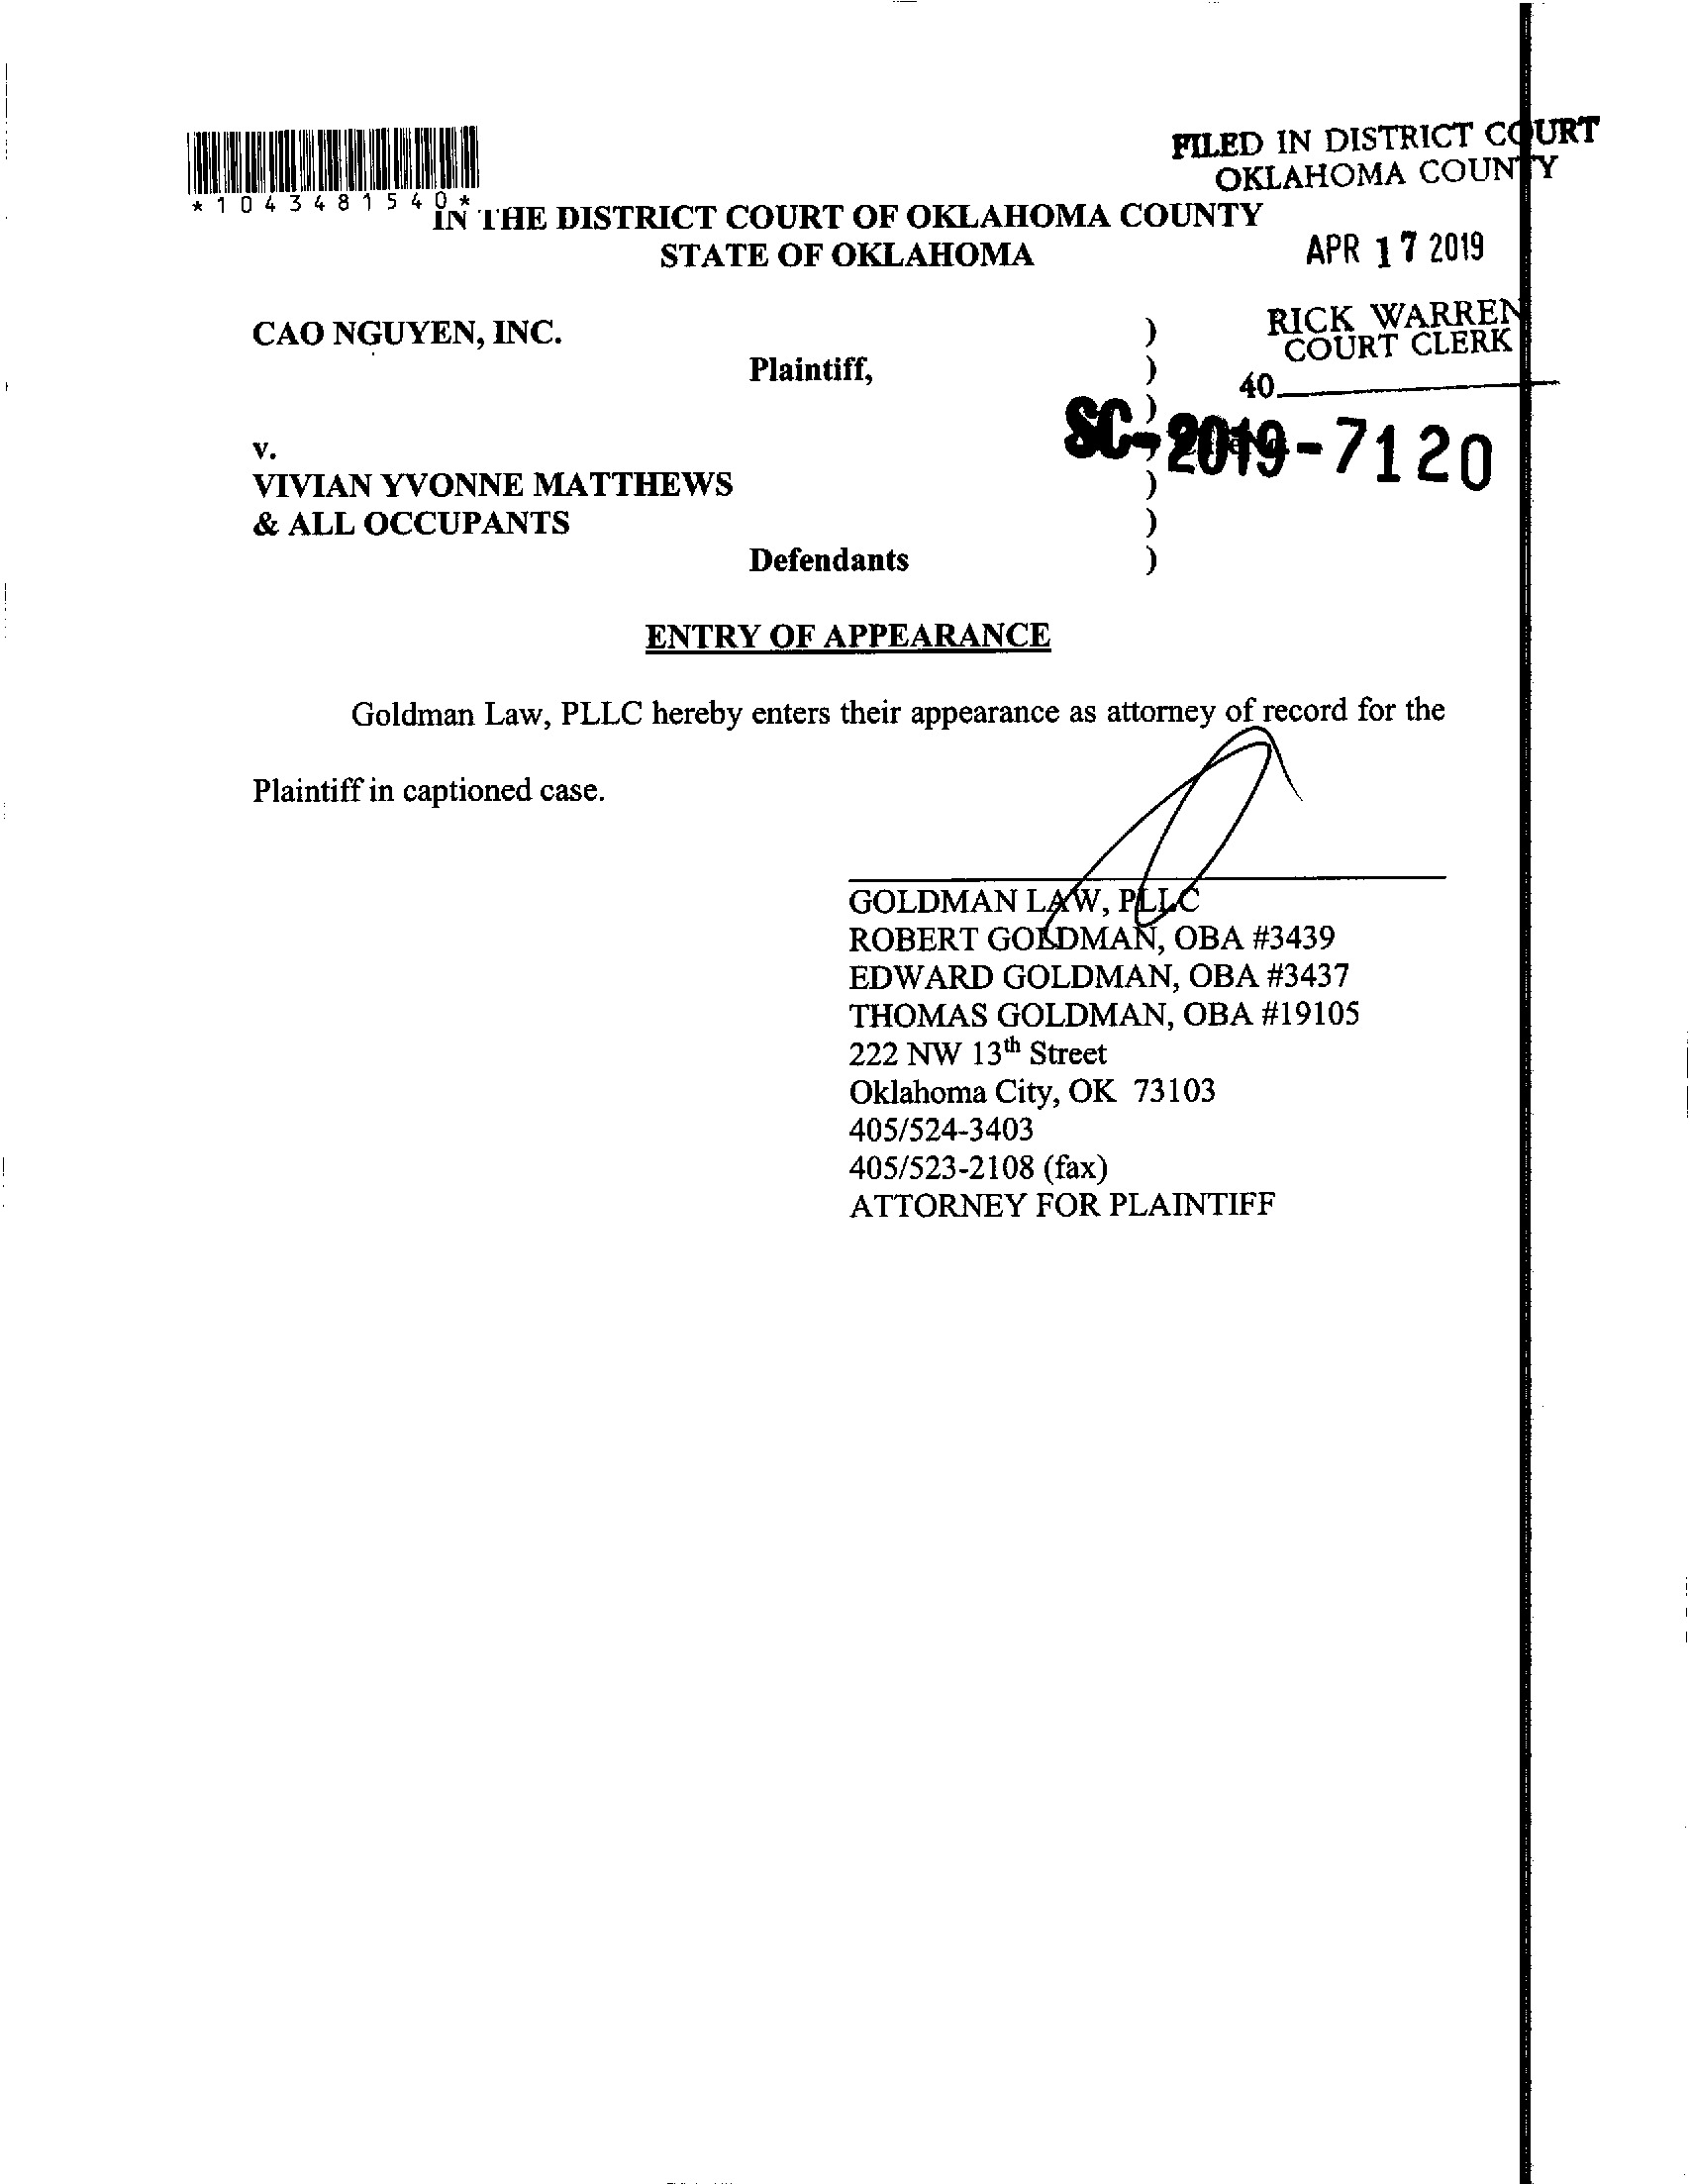 FILED IN DISTRICT COURT
OKLAHOMA COUNTY
*1043481540*
IN THE DISTRICT COURT OF OKLAHOMA COUNTY
STATE OF OKLAHOMA
APR 17 2019
RICK WARREN
COURT CLERK
40
CAO NGUYEN, INC. )
Plaintiff, )
)
SC-2019-7120
v. )
VIVIAN YVONNE MATTHEWS )
& ALL OCCUPANTS )
Defendants )
ENTRY OF APPEARANCE
Goldman Law, PLLC hereby enters their appearance as attorney of record for the
Plaintiff in captioned case.
GOLDMAN LAW, PLLC
ROBERT GOLDMAN, OBA #3439
EDWARD GOLDMAN, OBA #3437
THOMAS GOLDMAN, OBA #19105
222 NW 13th Street
Oklahoma City, OK 73103
405/524-3403
405/523-2108 (fax)
ATTORNEY FOR PLAINTIFF